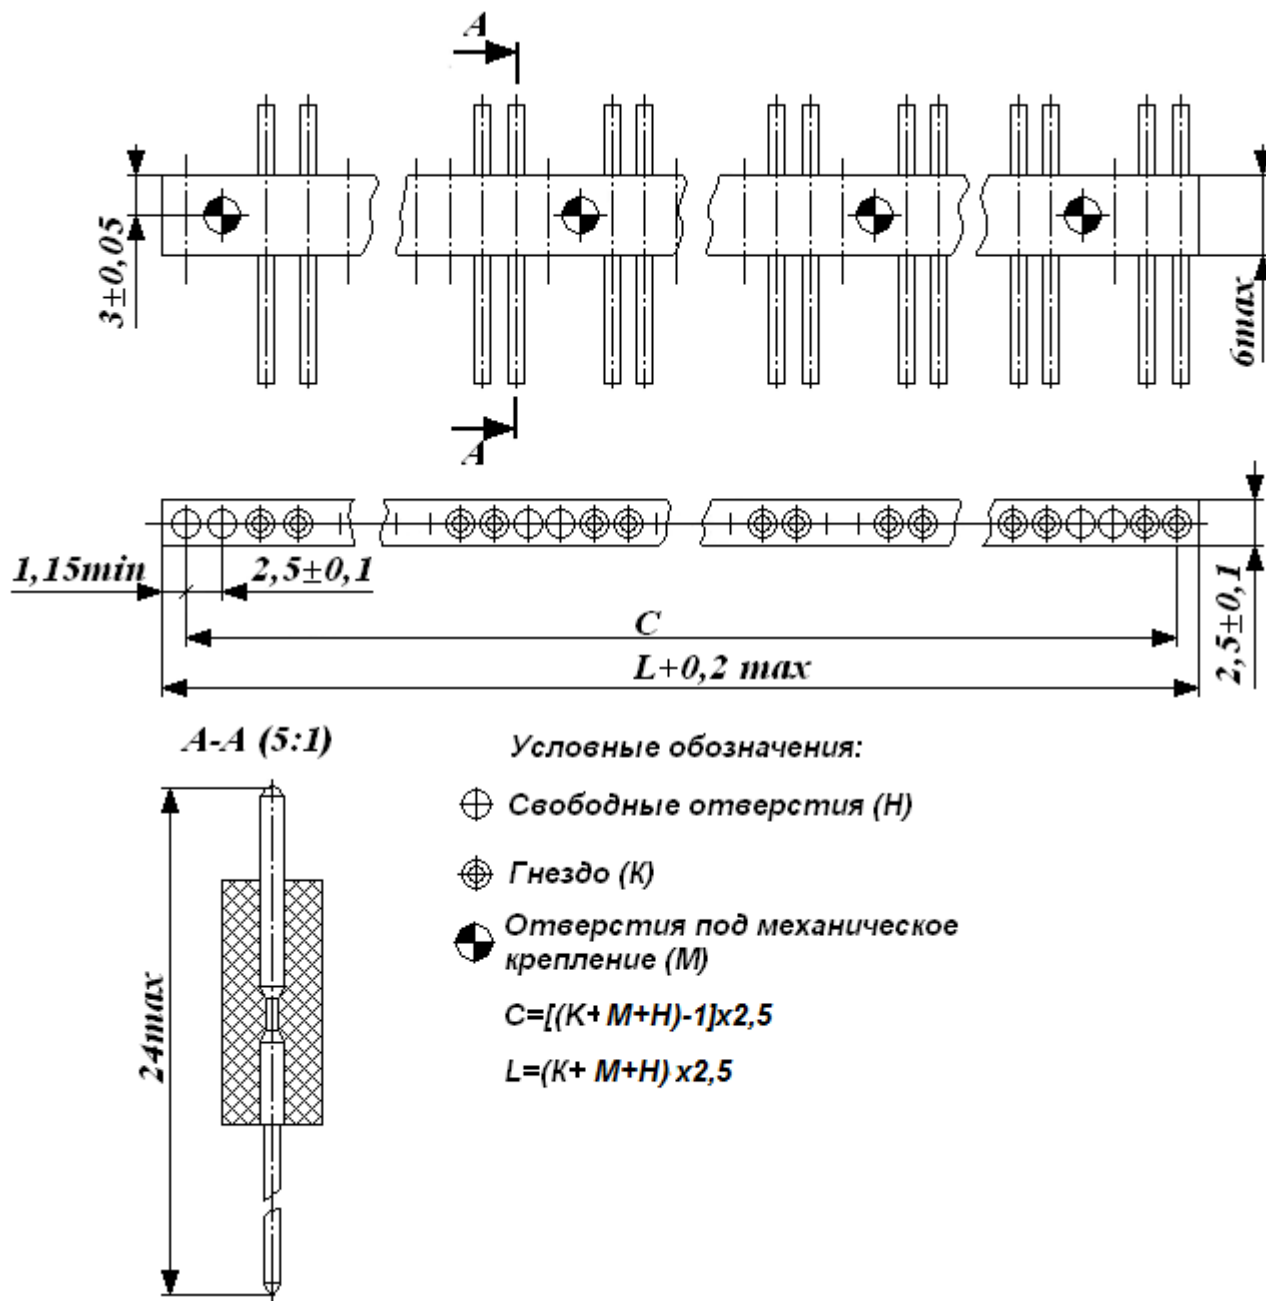 A
3±0,05
6max
A
1,15min
2,5±0,1
C
2,5±0,1
L+0,2 max
A-A (5:1)
Условные обозначения:
Свободные отверстия (Н)
Гнездо (К)
Отверстия под механическое
крепление (М)
24max
C=[(K+ M+H)-1]x2,5
L=(K+ M+H) x2,5